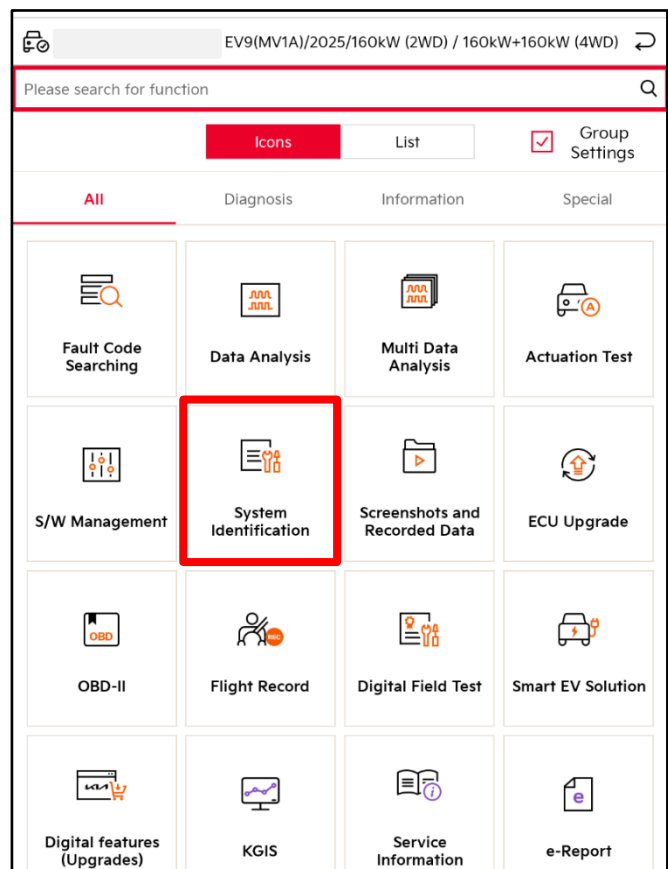 EV9(MV1A)/2025/160kW (2WD) / 160kW+160kW (4WD)
Please search for function
Icons
List
Group
Settings
All
Diagnosis
Information
Special
Fault Code
Searching
Data Analysis
Multi Data
Analysis
A
Actuation Test
S/W Management
System
Identification
Screenshots and
Recorded Data
ECU Upgrade
OBD
OBD-II
REC
Flight Record
Digital Field Test
Smart EV Solution
KIA
Digital features
(Upgrades)
KGIS
i
Service
Information
e
e-Report